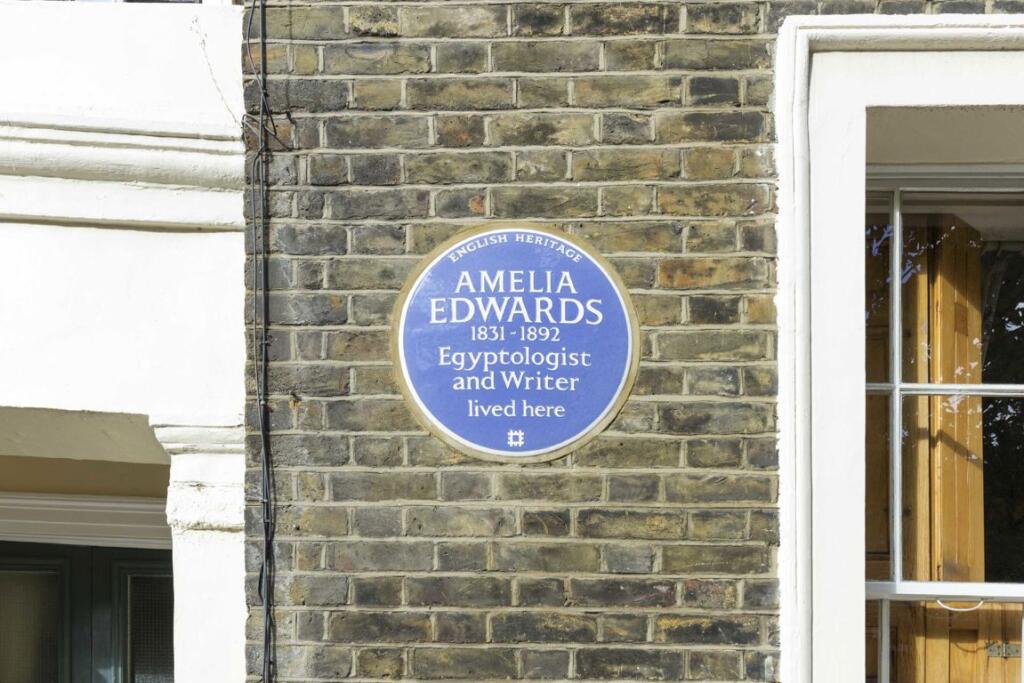 ENGLISH HERITAGE
AMELIA
EDWARDS
1831-1892
Egyptologist
and Writer
lived here